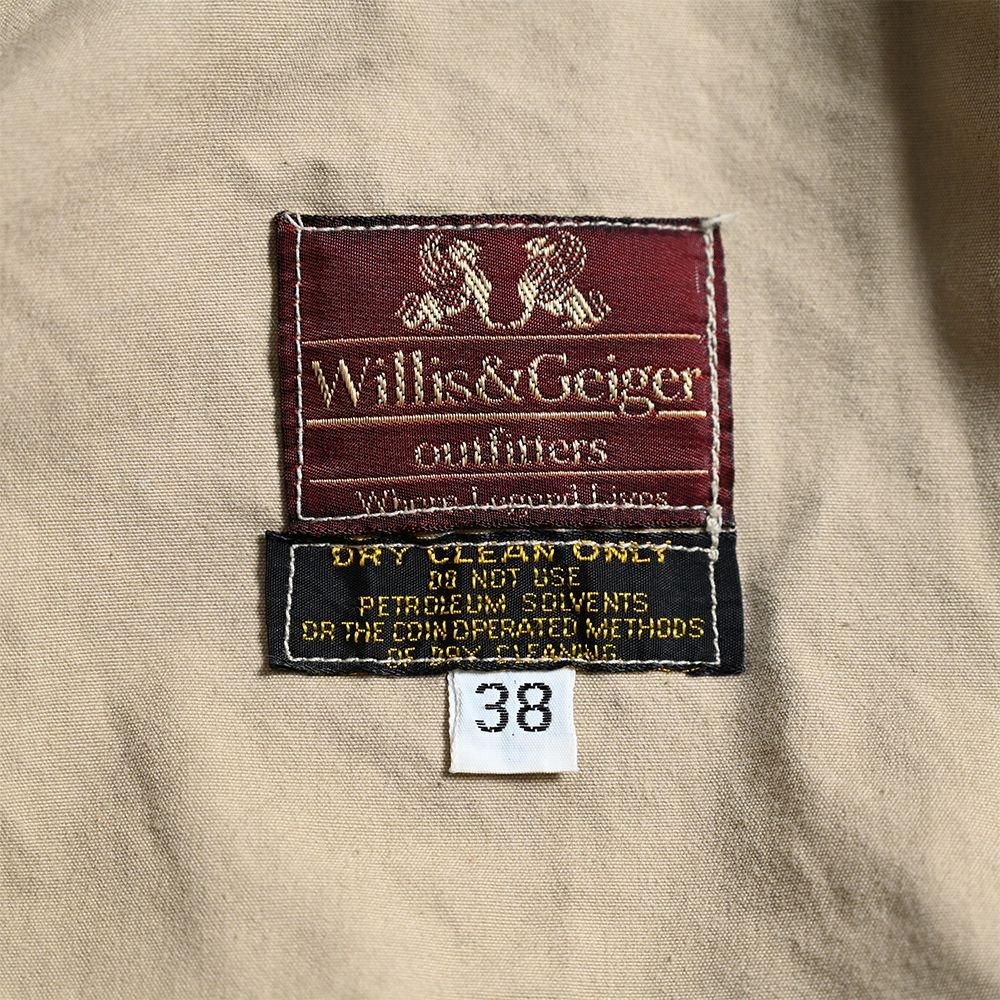 Willis&Geiger
outfitters
Where Legend Lives
DRY CLEAN ONLY
DO NOT USE
PETROLEUM SOLVENTS
OR THE COIN OPERATED METHODS
OF DRY CLEANING
38